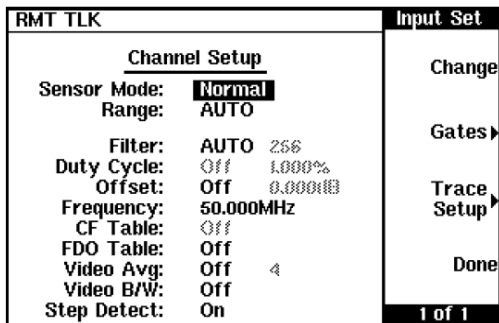 RMT TLK
Input Set
Channel Setup
Sensor Mode: Normal
Range: AUTO
Filter: AUTO 256
Duty Cycle: Off 1.000%
Offset: Off 0.000dB
Frequency: 50.000MHz
CF Table: Off
FDO Table: Off
Video Avg: Off 4
Video B/W: Off
Step Detect: On
Change
Gates
Trace
Setup
Done
1 of 1